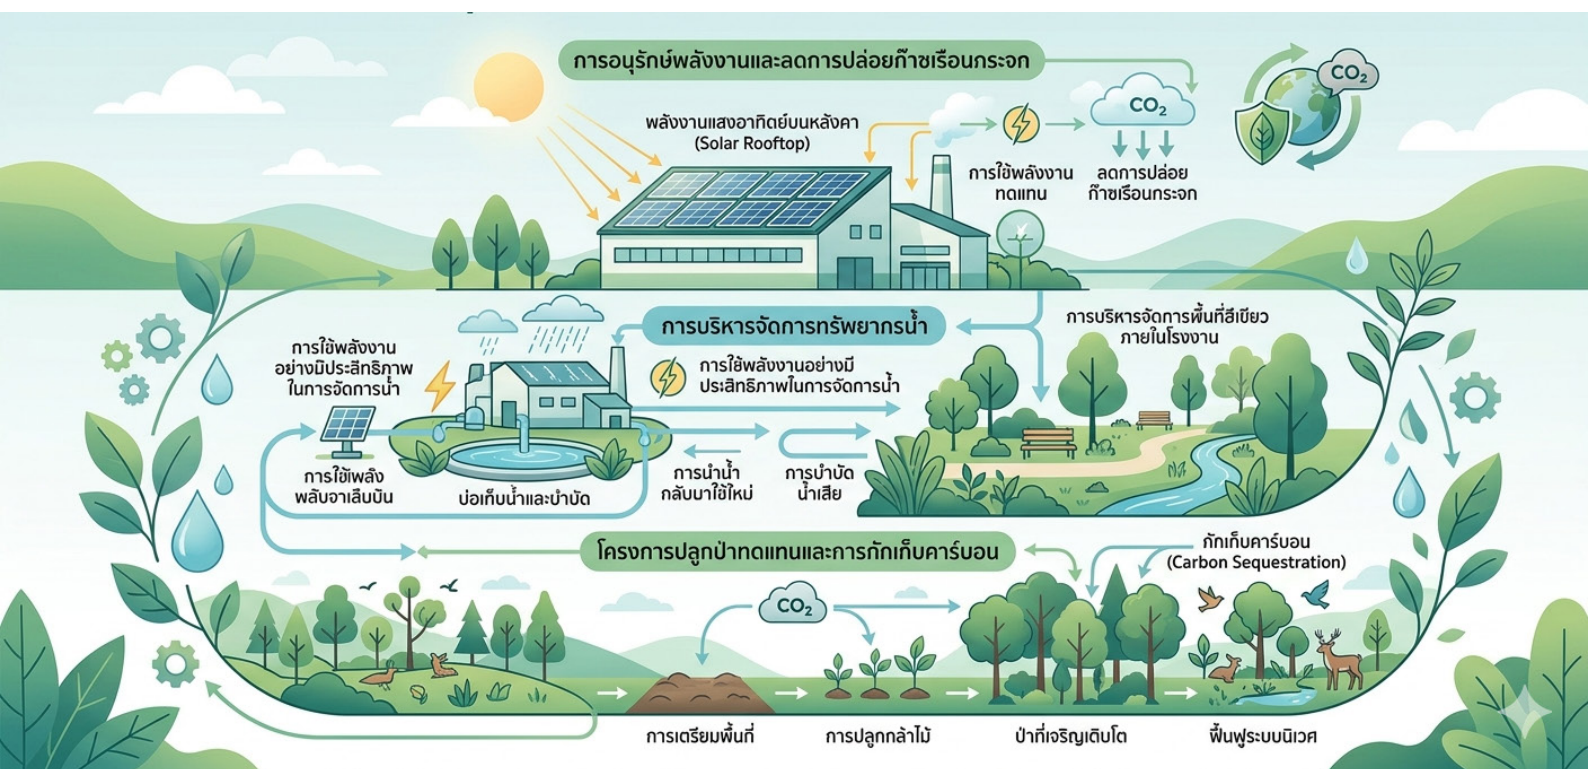 การอนุรักษ์พลังงานและลดการปล่อยก๊าซเรือนกระจก
CO₂
พลังงานแสงอาทิตย์บนหลังคา
(Solar Rooftop)
CO₂
การใช้พลังงาน
ทดแทน
ลดการปล่อย
ก๊าซเรือนกระจก
การบริหารจัดการทรัพยากรน้ำ
การบริหารจัดการพื้นที่สีเขียว
ภายในโรงงาน
การใช้พลังงาน
อย่างมีประสิทธิภาพ
ในการจัดการน้ำ
การใช้พลังงานอย่างมี
ประสิทธิภาพในการจัดการน้ำ
การใช้เพลัง
พลับจาเลืบบัน
บ่อเก็บน้ำและบำบัด
การนำน้ำ
กลับมาใช้ใหม่
การบำบัด
น้ำเสีย
โครงการปลูกป่าทดแทนและการกักเก็บคาร์บอน
กักเก็บคาร์บอน
(Carbon Sequestration)
CO₂
การเตรียมพื้นที่
การปลูกกล้าไม้
ป่าที่เจริญเติบโต
ฟื้นฟูระบบนิเวศ